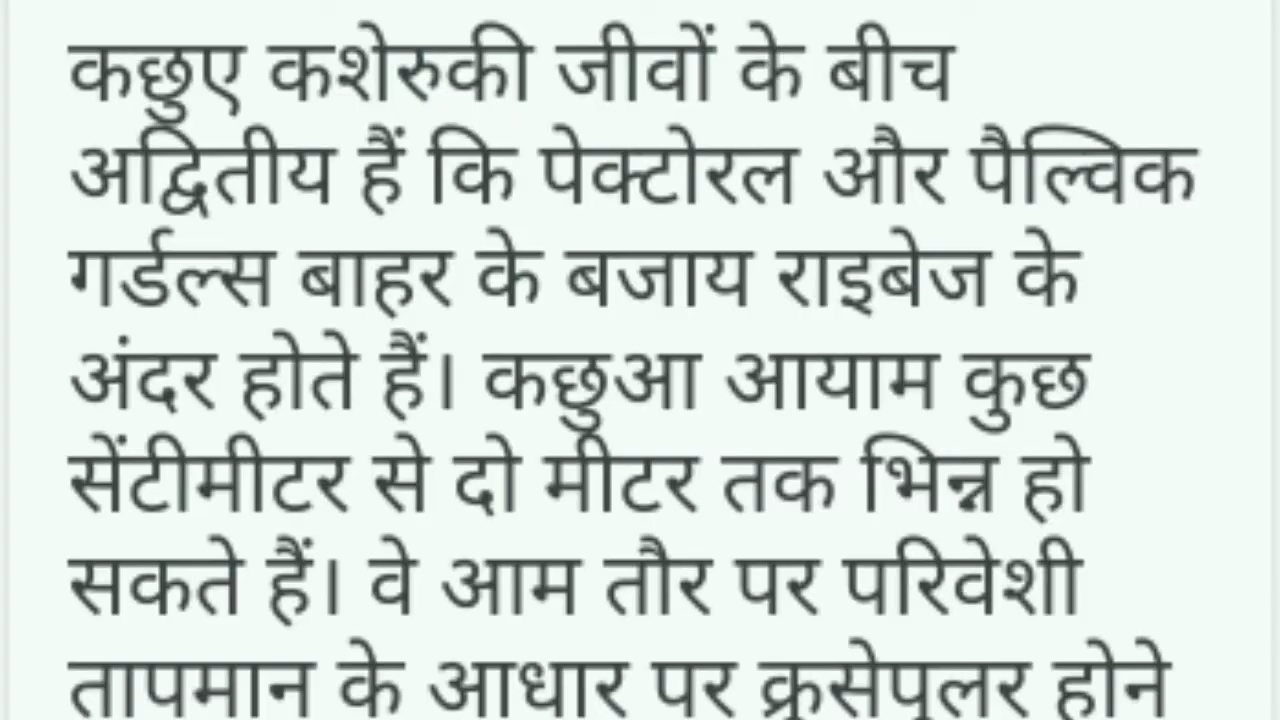 कछुए कशेरुकी जीवों के बीच
अद्वितीय हैं कि पेक्टोरल और पैल्विक
गर्डल्स बाहर के बजाय राइबेज के
अंदर होते हैं। कछुआ आयाम कुछ
सेंटीमीटर से दो मीटर तक भिन्न हो
सकते हैं। वे आम तौर पर परिवेशी
तापमान के आधार पर क्रूसेपुलर होने